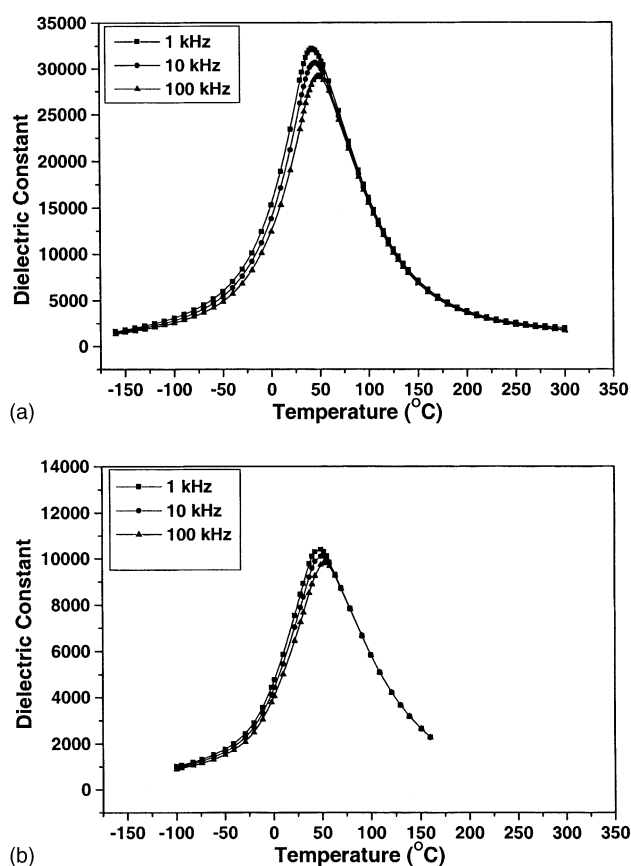 35000
30000
25000
20000
15000
10000
5000
0
Dielectric Constant
1 kHz
10 kHz
100 kHz
-150 -100 -50 0 50 100 150 200 250 300 350
Temperature (°C)
(a)
14000
12000
10000
8000
6000
4000
2000
0
Dielectric Constant
1 kHz
10 kHz
100 kHz
-150 -100 -50 0 50 100 150 200 250 300 350
Temperature (°C)
(b)